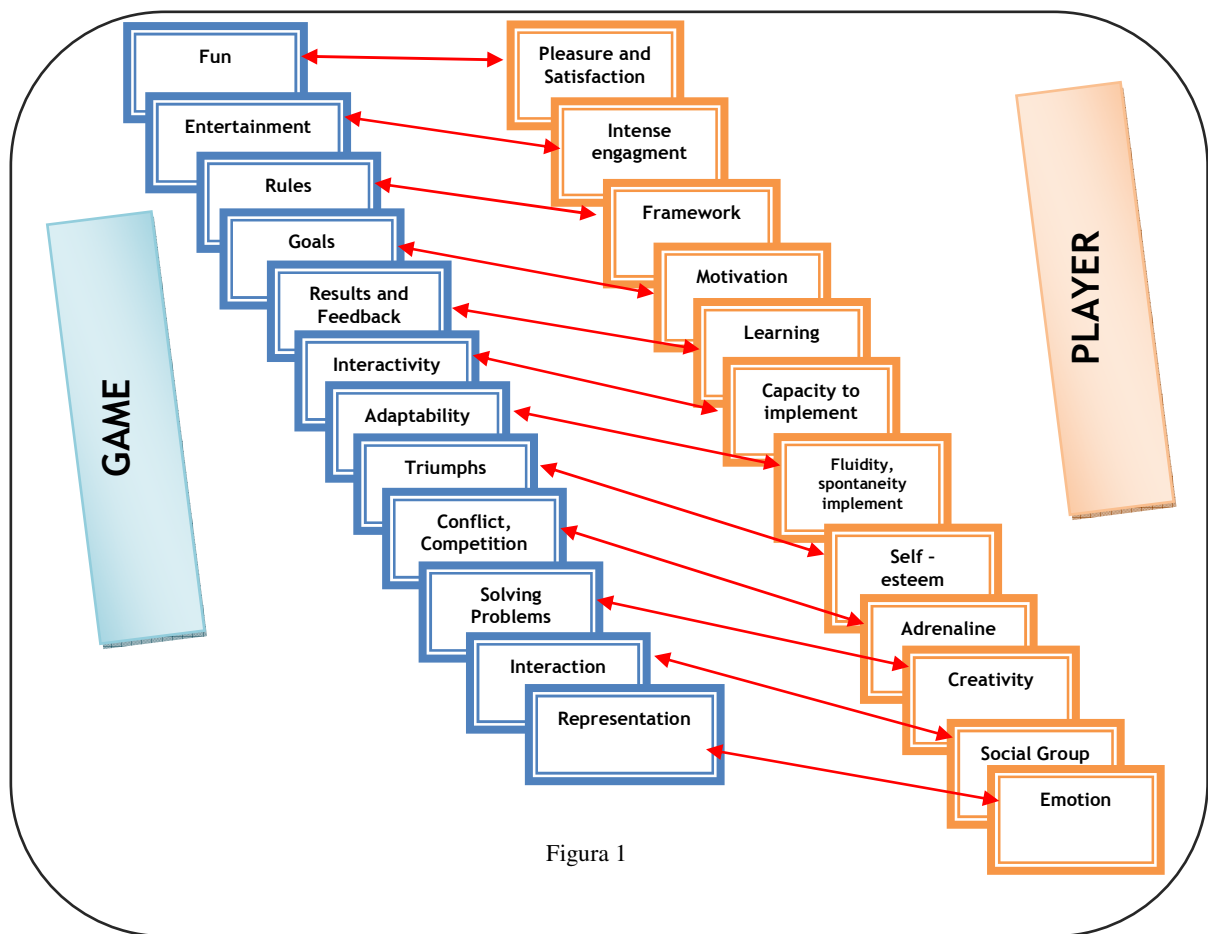 Fun
Entertainment
Rules
Goals
Results and
Feedback
Interactivity
Adaptability
Triumphs
Conflict,
Competition
Solving
Problems
Interaction
Representation
Pleasure and
Satisfaction
Intense
engagment
Framework
Motivation
Learning
Capacity to
implement
Fluidity,
spontaneity
implement
Self –
esteem
Adrenaline
Creativity
Social Group
Emotion
GAME
PLAYER
Figura 1